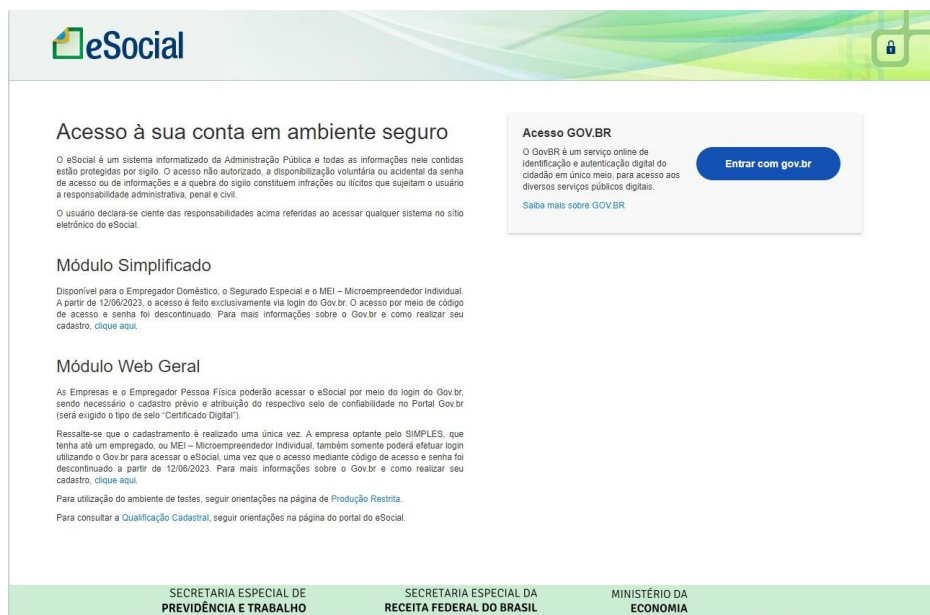 eSocial
Acesso à sua conta em ambiente seguro
O eSocial é um sistema informatizado da Administração Pública e todas as informações nele contidas
estão protegidas por sigilo. O acesso não autorizado, a disponibilização voluntária ou acidental da senha
de acesso ou de informações e a quebra do sigilo constituem infrações ou ilícitos que sujeitam o usuário
a responsabilidade administrativa, penal e civil.
O usuário declara-se ciente das responsabilidades acima referidas ao acessar qualquer sistema no sítio
eletrônico do eSocial.
Módulo Simplificado
Disponível para o Empregador Doméstico, o Segurado Especial e o MEI – Microempreendedor Individual.
A partir de 12/06/2023, o acesso é feito exclusivamente via login do Gov.br. O acesso por meio de código
de acesso e senha foi descontinuado. Para mais informações sobre o Gov.br e como realizar seu
cadastro, clique aqui.
Módulo Web Geral
As Empresas e o Empregador Pessoa Física poderão acessar o eSocial por meio do login do Gov.br,
sendo necessário o cadastro prévio e atribuição do respectivo selo de confiabilidade no Portal Gov.br
(será exigido o tipo de selo “Certificado Digital”).
Ressalte-se que o cadastramento é realizado uma única vez. A empresa optante pelo SIMPLES, que
tenha até um empregado, ou MEI – Microempreendedor Individual, também somente poderá efetuar login
utilizando o Gov.br para acessar o eSocial, uma vez que o acesso mediante código de acesso e senha foi
descontinuado a partir de 12/06/2023. Para mais informações sobre o Gov.br e como realizar seu
cadastro, clique aqui.
Para utilização do ambiente de testes, seguir orientações na página de Produção Restrita.
Para consultar a Qualificação Cadastral, seguir orientações na página do portal do eSocial.
Acesso GOV.BR
O GovBR é um serviço online de
identificação e autenticação digital do
cidadão em único meio, para acesso aos
diversos serviços públicos digitais.
Saiba mais sobre GOV.BR
Entrar com gov.br
SECRETARIA ESPECIAL DE
PREVIDÊNCIA E TRABALHO
SECRETARIA ESPECIAL DA
RECEITA FEDERAL DO BRASIL
MINISTÉRIO DA
ECONOMIA